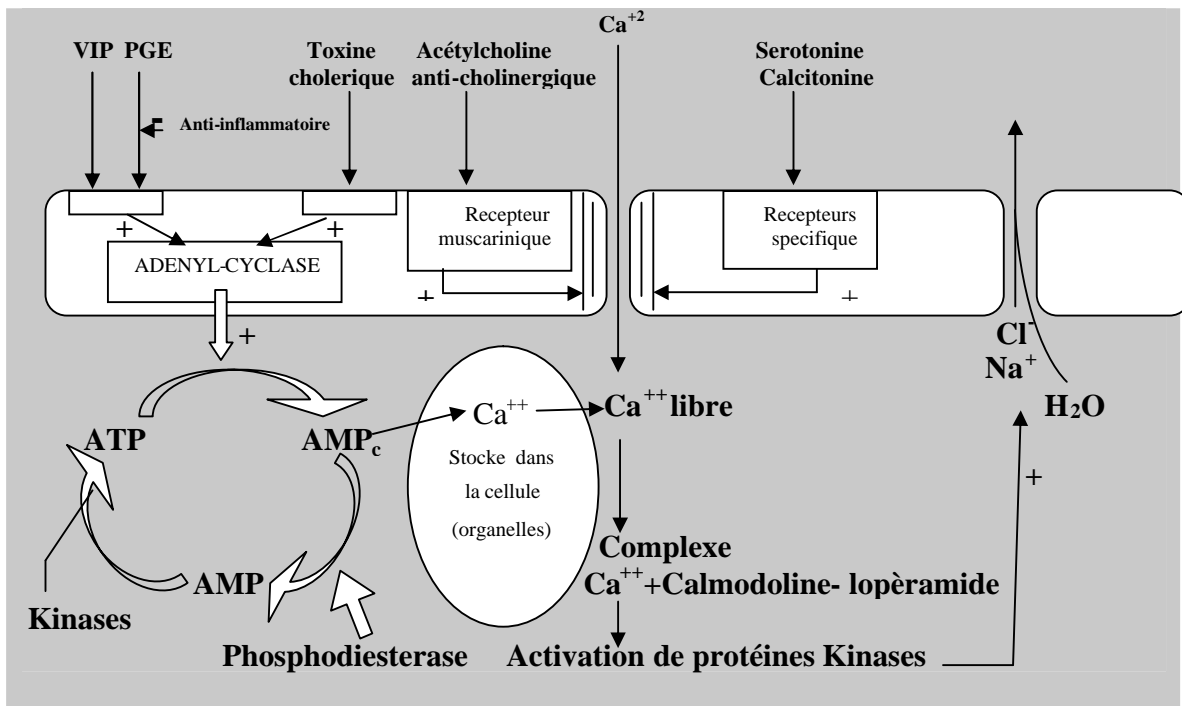 Ca+2
VIP PGE
Toxine
cholerique
Acétylcholine
anti-cholinergique
Serotonine
Calcitonine
Anti-inflammatoire
Recepteur
muscarinique
Recepteurs
specifique
+
+
ADENYL-CYCLASE
+
+
+
Cl-
Na+
H2O
ATP
AMPc
Ca++
Ca++ libre
Stocke dans
la cellule
(organelles)
+
Complexe
Ca++ +Calmodoline- lopèramide
AMP
Kinases
Phosphodiesterase
Activation de protéines Kinases